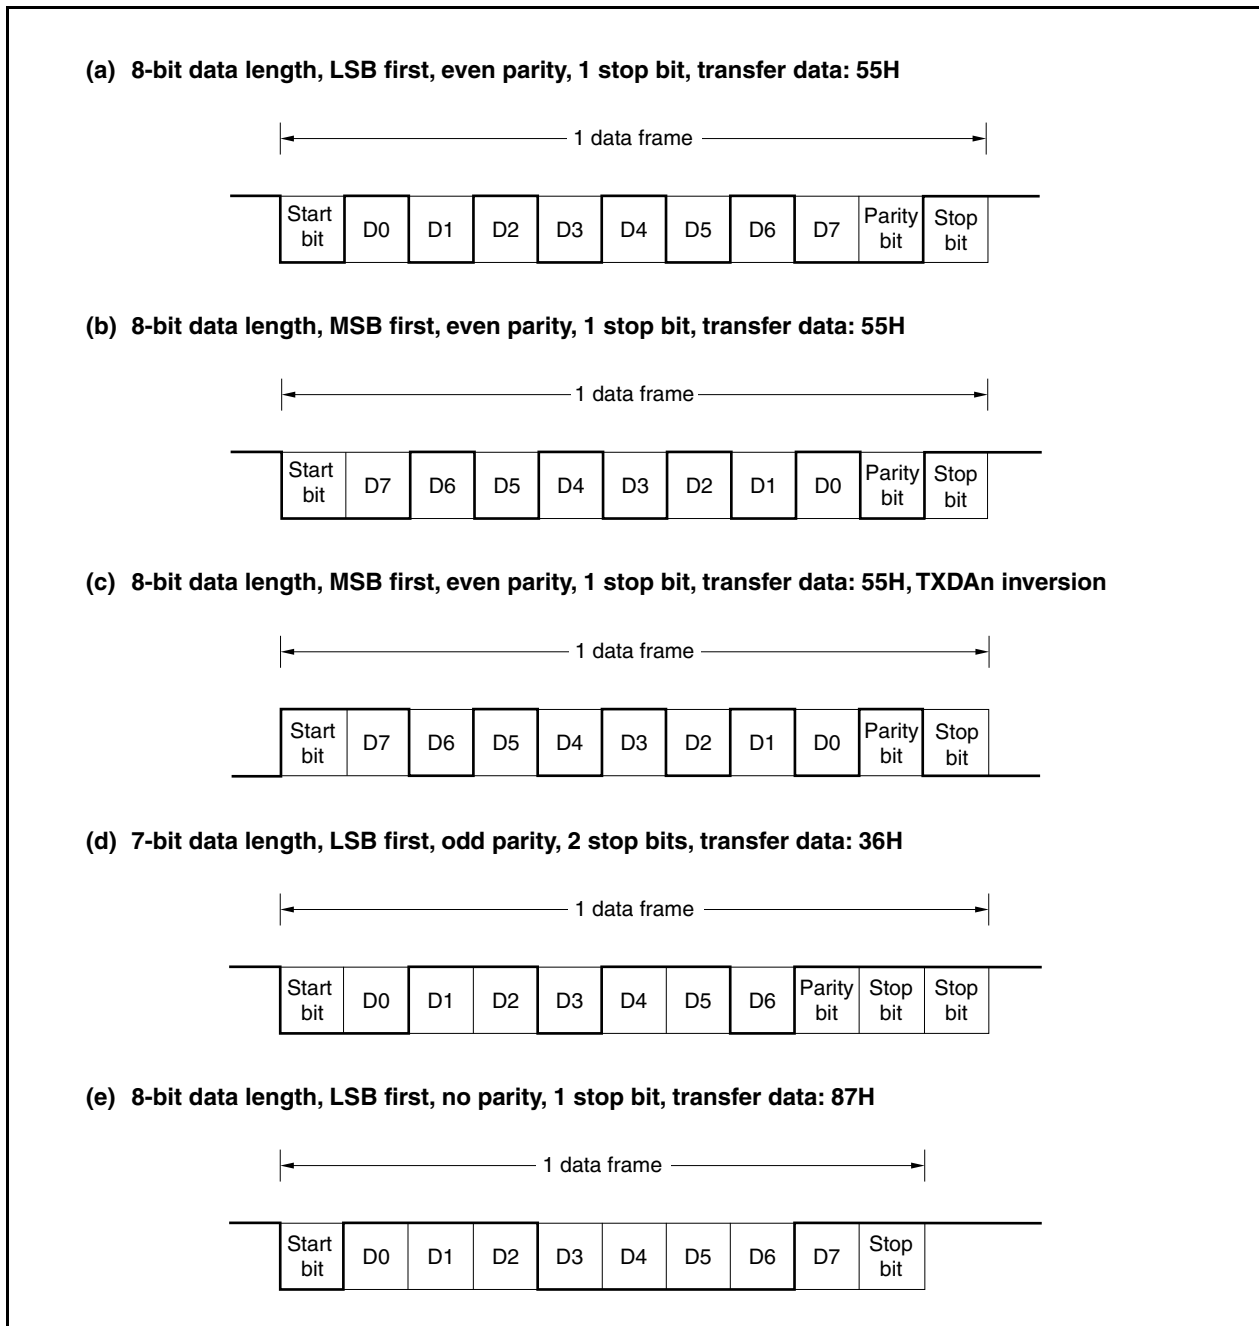 (a) 8-bit data length, LSB first, even parity, 1 stop bit, transfer data: 55H
1 data frame
Start bit D0 D1 D2 D3 D4 D5 D6 D7 Parity bit Stop bit
(b) 8-bit data length, MSB first, even parity, 1 stop bit, transfer data: 55H
1 data frame
Start bit D7 D6 D5 D4 D3 D2 D1 D0 Parity bit Stop bit
(c) 8-bit data length, MSB first, even parity, 1 stop bit, transfer data: 55H, TXDAn inversion
1 data frame
Start bit D7 D6 D5 D4 D3 D2 D1 D0 Parity bit Stop bit
(d) 7-bit data length, LSB first, odd parity, 2 stop bits, transfer data: 36H
1 data frame
Start bit D0 D1 D2 D3 D4 D5 D6 Parity bit Stop bit Stop bit
(e) 8-bit data length, LSB first, no parity, 1 stop bit, transfer data: 87H
1 data frame
Start bit D0 D1 D2 D3 D4 D5 D6 D7 Stop bit